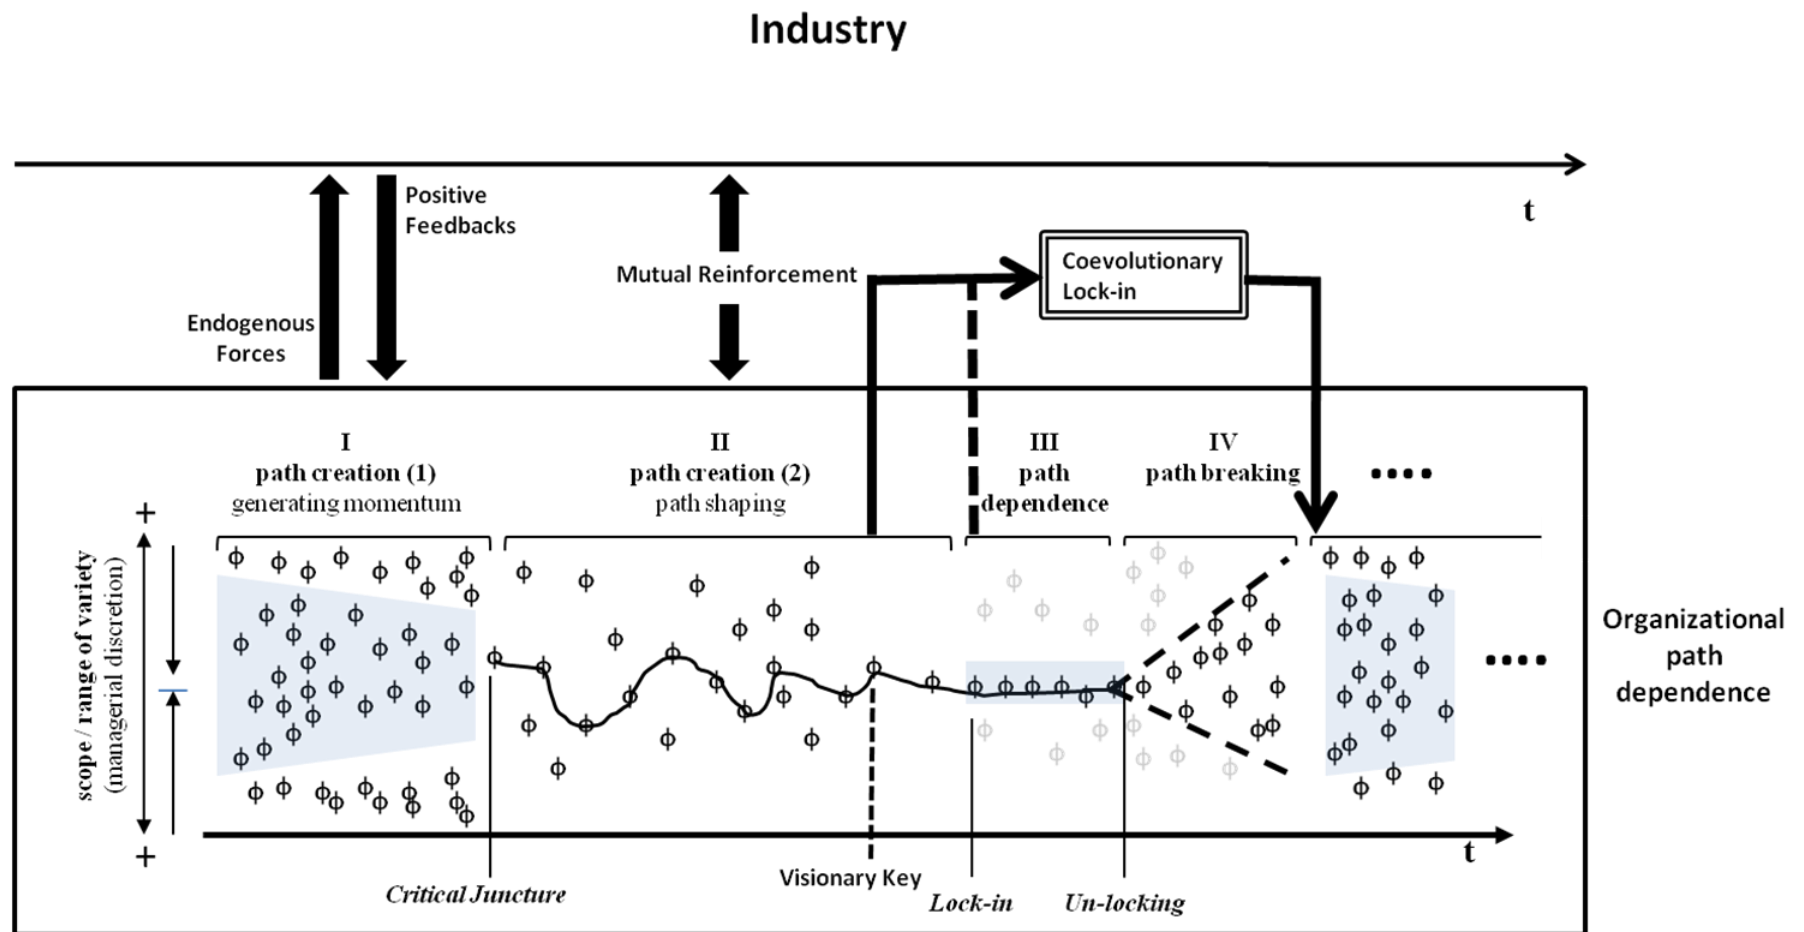 Industry
t
Positive
Feedbacks
Mutual Reinforcement
Coevolutionary
Lock-in
Endogenous
Forces
I
path creation (1)
generating momentum
II
path creation (2)
path shaping
III
path
dependence
IV
path breaking
....
+
scope / range of variety
(managerial discretion)
+
....
Organizational
path
dependence
t
Critical Juncture
Visionary Key
Lock-in
Un-locking